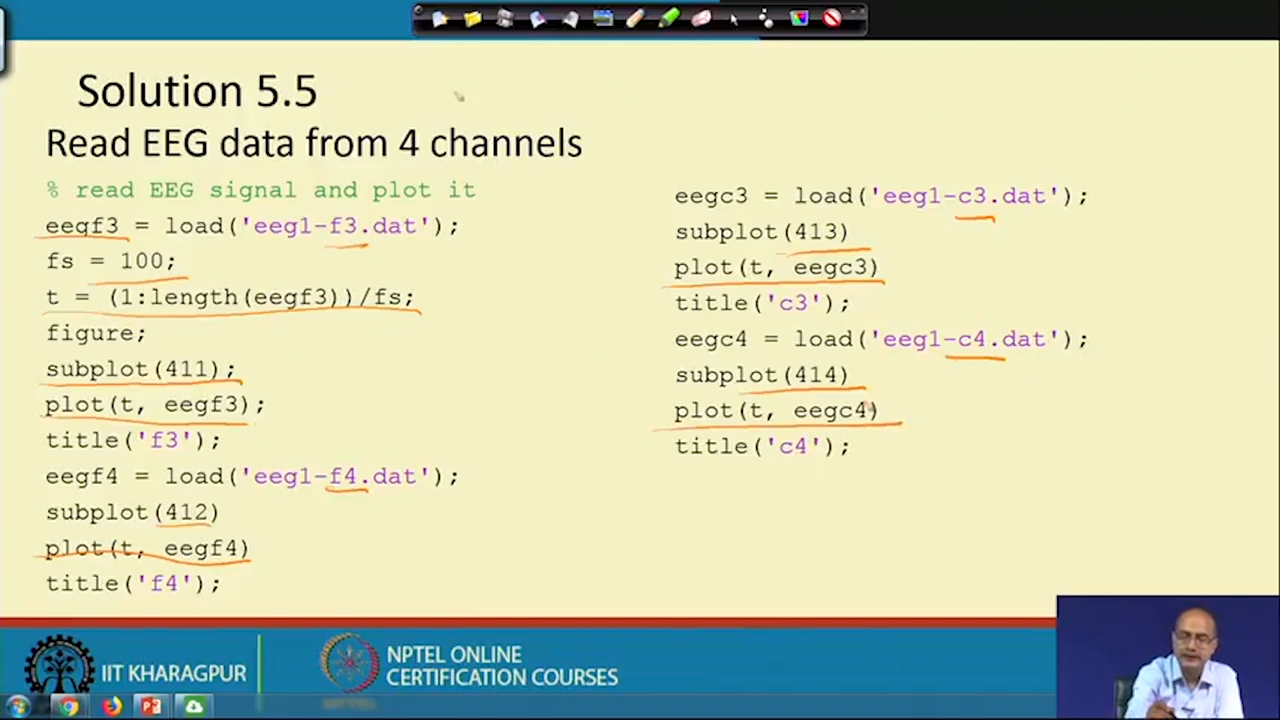 Solution 5.5
Read EEG data from 4 channels
% read EEG signal and plot it
eegf3 = load('eeg1-f3.dat');
fs = 100;
t = (1:length(eegf3))/fs;
figure;
subplot(411);
plot(t, eegf3);
title('f3');
eegf4 = load('eeg1-f4.dat');
subplot(412)
plot(t, eegf4)
title('f4');
eegc3 = load('eeg1-c3.dat');
subplot(413)
plot(t, eegc3)
title('c3');
eegc4 = load('eeg1-c4.dat');
subplot(414)
plot(t, eegc4)
title('c4');
IIT KHARAGPUR
NPTEL ONLINE
CERTIFICATION COURSES